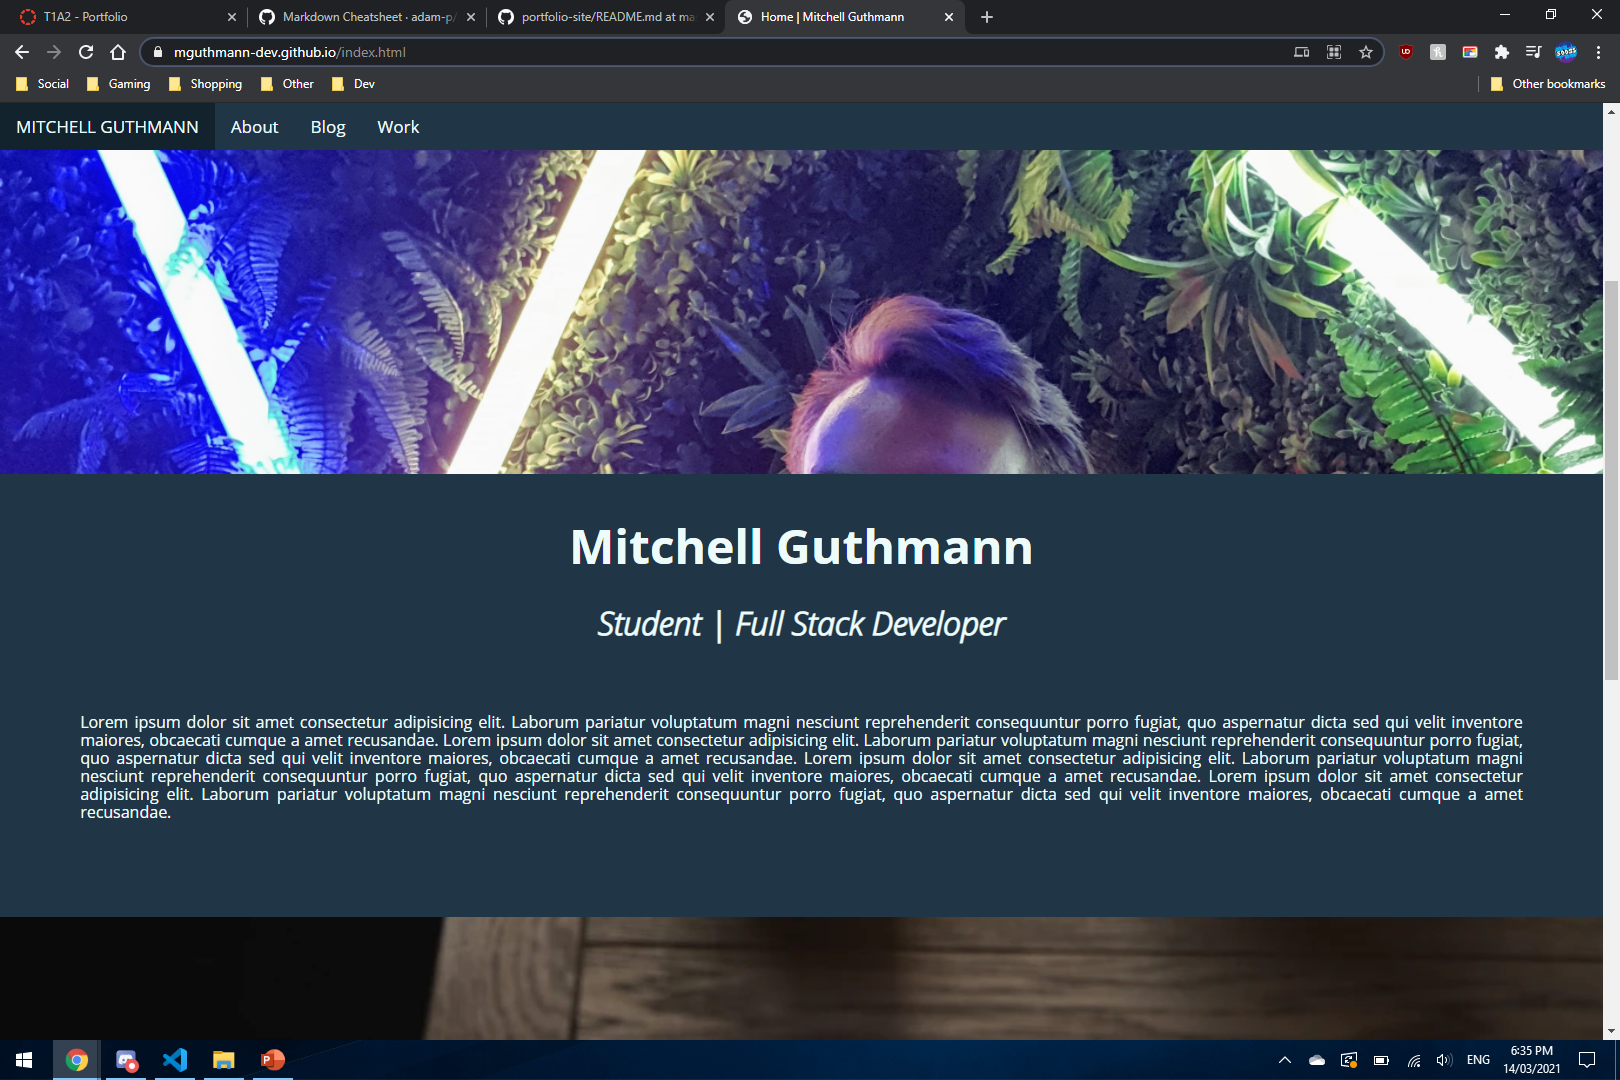 T1A2 - Portfolio
Markdown Cheatsheet · adam-p/
portfolio-site/README.md at ma
Home | Mitchell Guthmann
mguthmann-dev.github.io/index.html
Social Gaming Shopping Other Dev Other bookmarks
MITCHELL GUTHMANN About Blog Work
Mitchell Guthmann
Student | Full Stack Developer
Lorem ipsum dolor sit amet consectetur adipisicing elit. Laborum pariatur voluptatum magni nesciunt reprehenderit consequuntur porro fugiat, quo aspernatur dicta sed qui velit inventore
maiores, obcaecati cumque a amet recusandae. Lorem ipsum dolor sit amet consectetur adipisicing elit. Laborum pariatur voluptatum magni nesciunt reprehenderit consequuntur porro fugiat,
quo aspernatur dicta sed qui velit inventore maiores, obcaecati cumque a amet recusandae. Lorem ipsum dolor sit amet consectetur adipisicing elit. Laborum pariatur voluptatum magni
nesciunt reprehenderit consequuntur porro fugiat, quo aspernatur dicta sed qui velit inventore maiores, obcaecati cumque a amet recusandae. Lorem ipsum dolor sit amet consectetur
adipisicing elit. Laborum pariatur voluptatum magni nesciunt reprehenderit consequuntur porro fugiat, quo aspernatur dicta sed qui velit inventore maiores, obcaecati cumque a amet
recusandae.
ENG
6:35 PM
14/03/2021